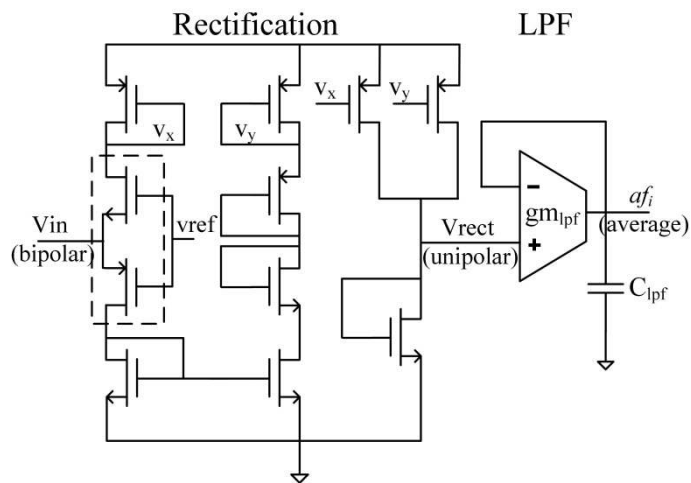 Rectification
LPF
vx
vy
vx
vy
Vin
(bipolar)
vref
Vrect
(unipolar)
-
gmlpf
+
afi
(average)
Clpf